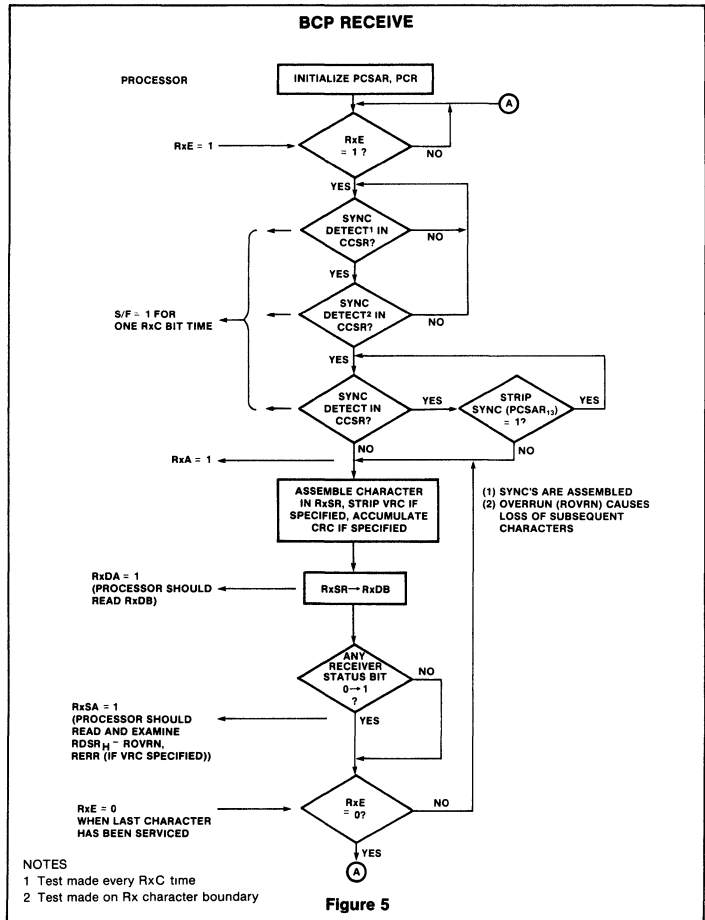 BCP RECEIVE
PROCESSOR
INITIALIZE PCSAR, PCR
A
RxE = 1
RxE
= 1 ?
NO
YES
SYNC
DETECT¹ IN
CCSR?
NO
YES
S/F = 1 FOR
ONE RxC BIT TIME
SYNC
DETECT² IN
CCSR?
NO
YES
SYNC
DETECT IN
CCSR?
YES
STRIP
SYNC (PCSAR₁₃)
= 1?
YES
NO
NO
RxA = 1
ASSEMBLE CHARACTER
IN RxSR, STRIP VRC IF
SPECIFIED, ACCUMULATE
CRC IF SPECIFIED
(1) SYNC'S ARE ASSEMBLED
(2) OVERRUN (ROVRN) CAUSES
LOSS OF SUBSEQUENT
CHARACTERS
RxDA = 1
(PROCESSOR SHOULD
READ RxDB)
RxSR→RxDB
ANY
RECEIVER
STATUS BIT
0→1
?
NO
YES
RxSA = 1
(PROCESSOR SHOULD
READ AND EXAMINE
RDSR_H – ROVRN,
RERR (IF VRC SPECIFIED))
RxE = 0
WHEN LAST CHARACTER
HAS BEEN SERVICED
RxE
= 0?
NO
YES
A
NOTES
1 Test made every RxC time
2 Test made on Rx character boundary
Figure 5